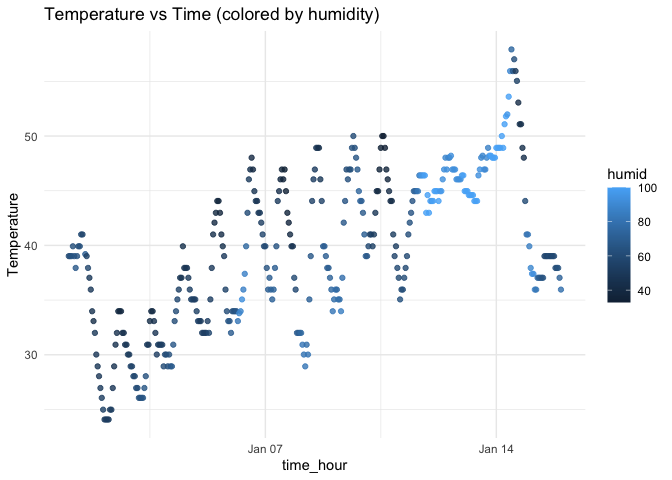 Temperature vs Time (colored by humidity)
Temperature
50
40
30
Jan 07
Jan 14
time_hour
humid
100
80
60
40